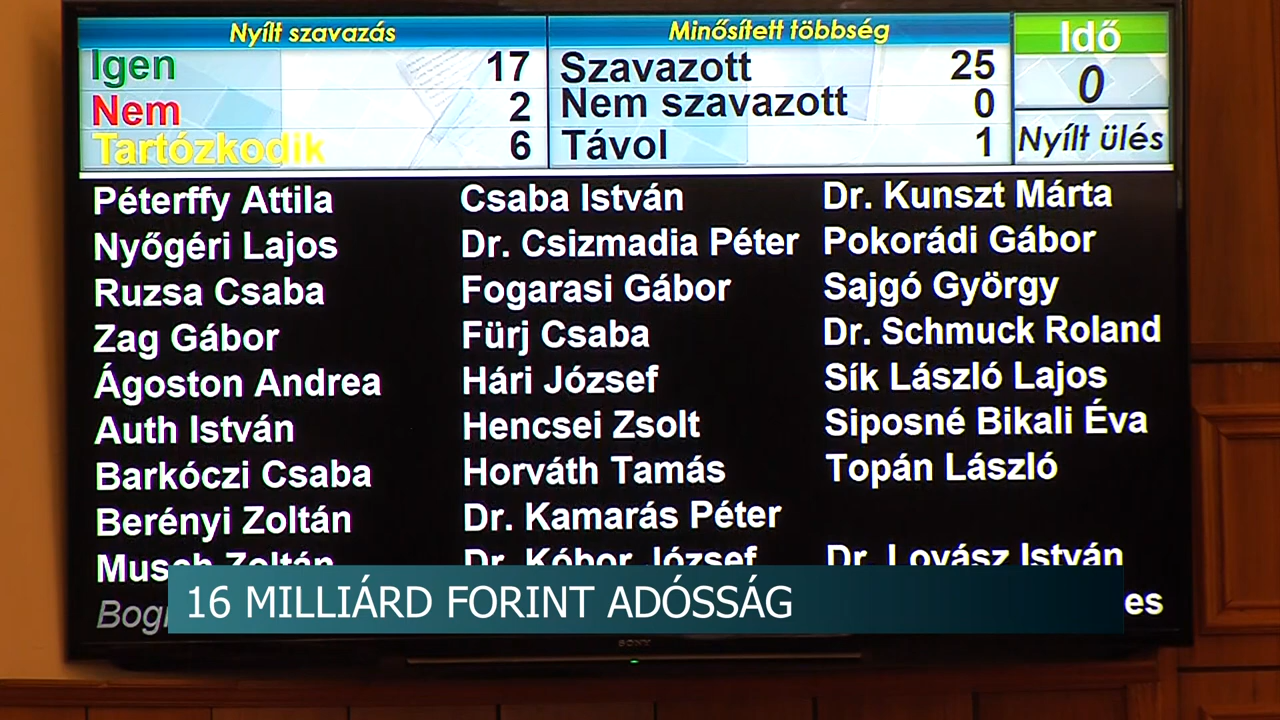 Nyílt szavazás
Igen 17
Nem 2
Tartózkodik 6
Minősített többség
Szavazott 25
Nem szavazott 0
Távol 1
Idő
0
Nyílt ülés
Péterffy Attila
Nyőgéri Lajos
Ruzsa Csaba
Zag Gábor
Ágoston Andrea
Auth István
Barkóczi Csaba
Berényi Zoltán
Zoltán
Csaba István
Dr. Csizmadia Péter
Fogarasi Gábor
Fürj Csaba
Hári József
Hencsei Zsolt
Horváth Tamás
Dr. Kamarás Péter
Dr. Kóbor József
Dr. Kunszt Márta
Pokorádi Gábor
Sajgó György
Dr. Schmuck Roland
Sík László Lajos
Siposné Bikali Éva
Topán László
Dr. Lovász István
16 MILLIÁRD FORINT ADÓSSÁG
SONY